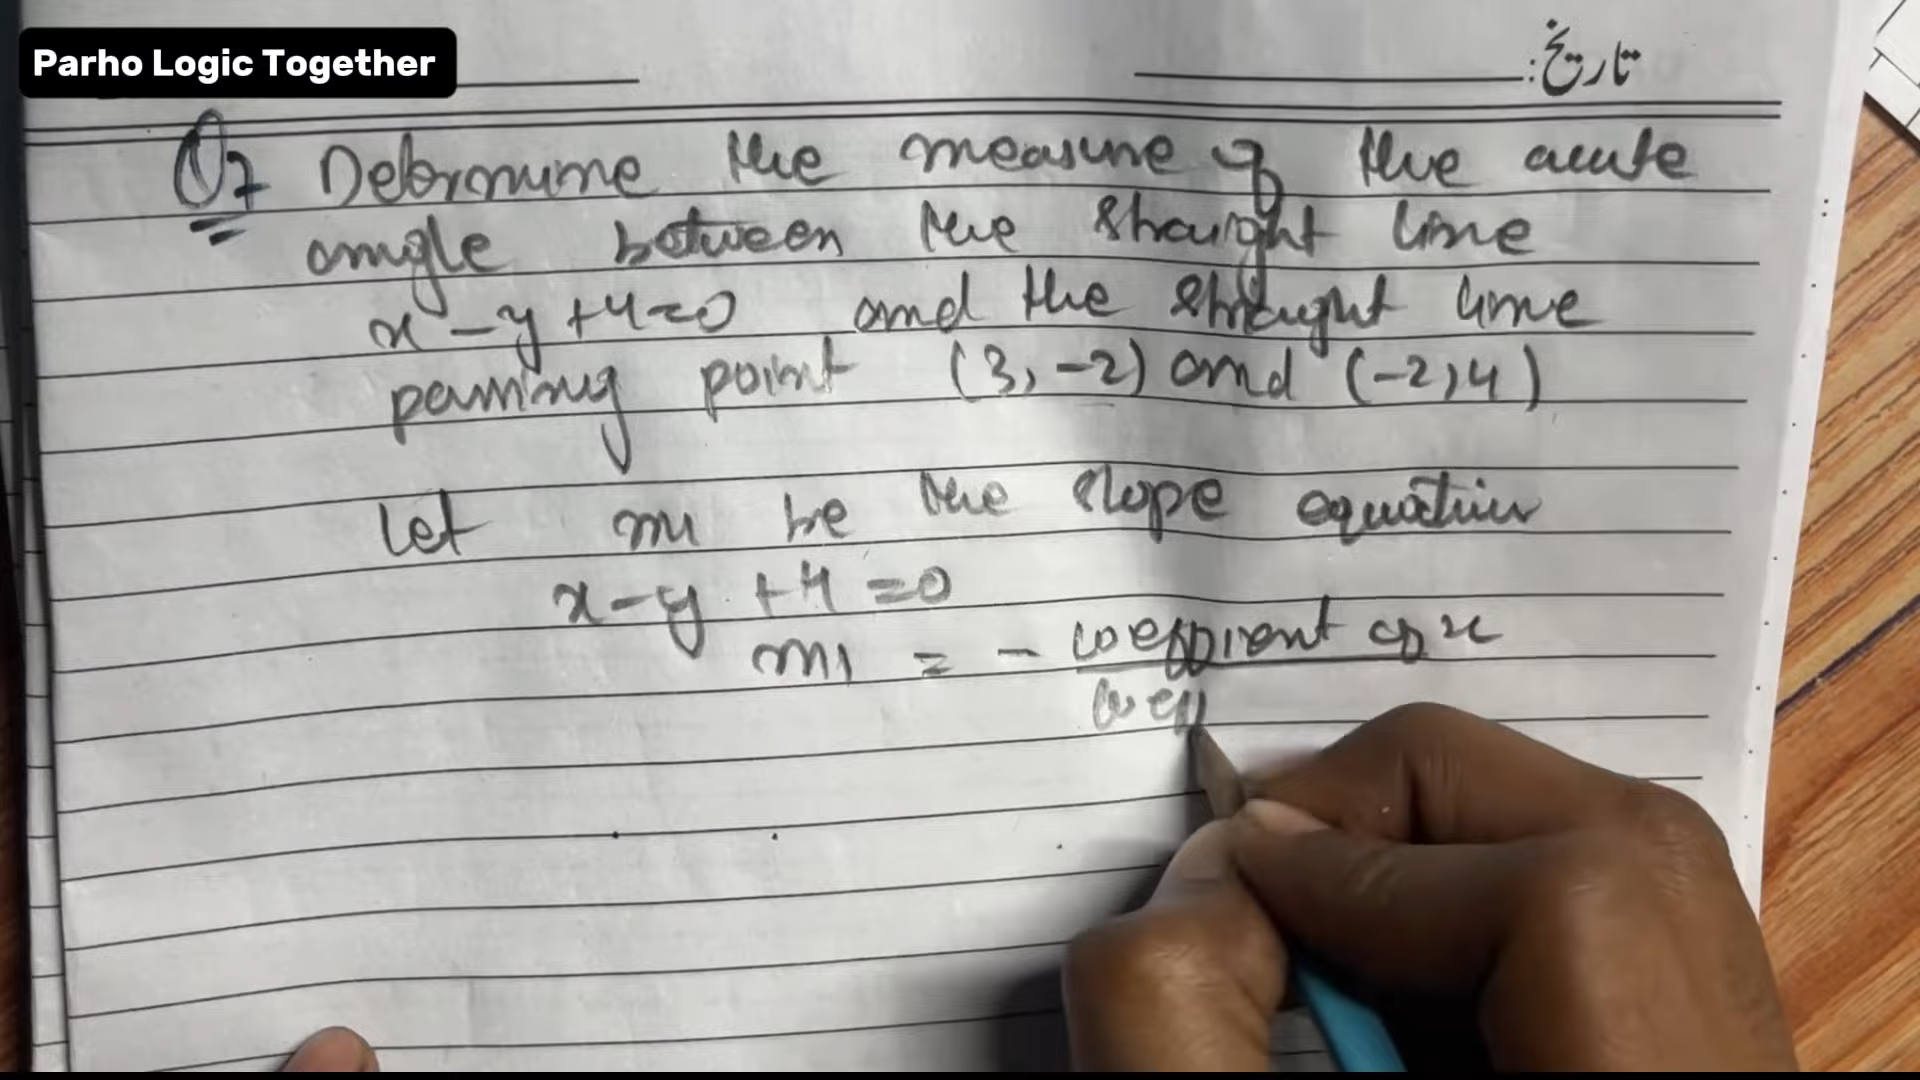 Parho Logic Together
تاریخ:
Q7 Determine the measure of the acute
angle between the straight line
x - y + 4 = 0 and the straight line
passing point (3, -2) and (-2, 4)
Let m1 be the slope equation
x - y + 4 = 0
m1 = - coefficient of x
coeff